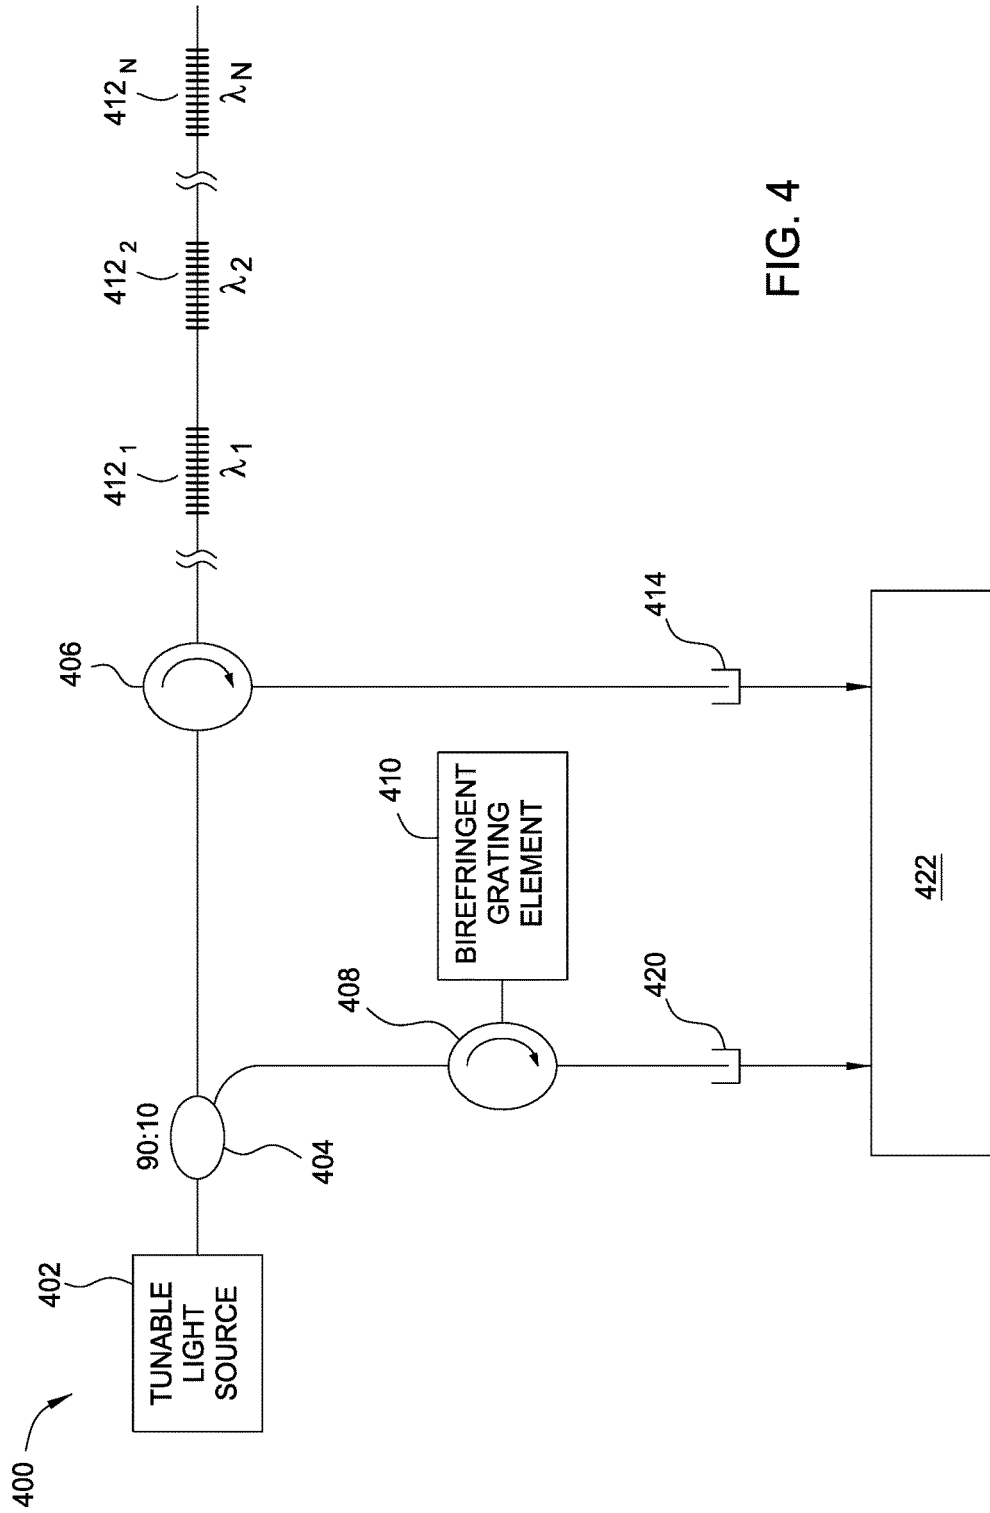 400
402
TUNABLE
LIGHT
SOURCE
90:10
404
406
412 1
λ1
412 2
λ2
412 N
λN
408
410
BIREFRINGENT
GRATING
ELEMENT
414
420
422
FIG. 4